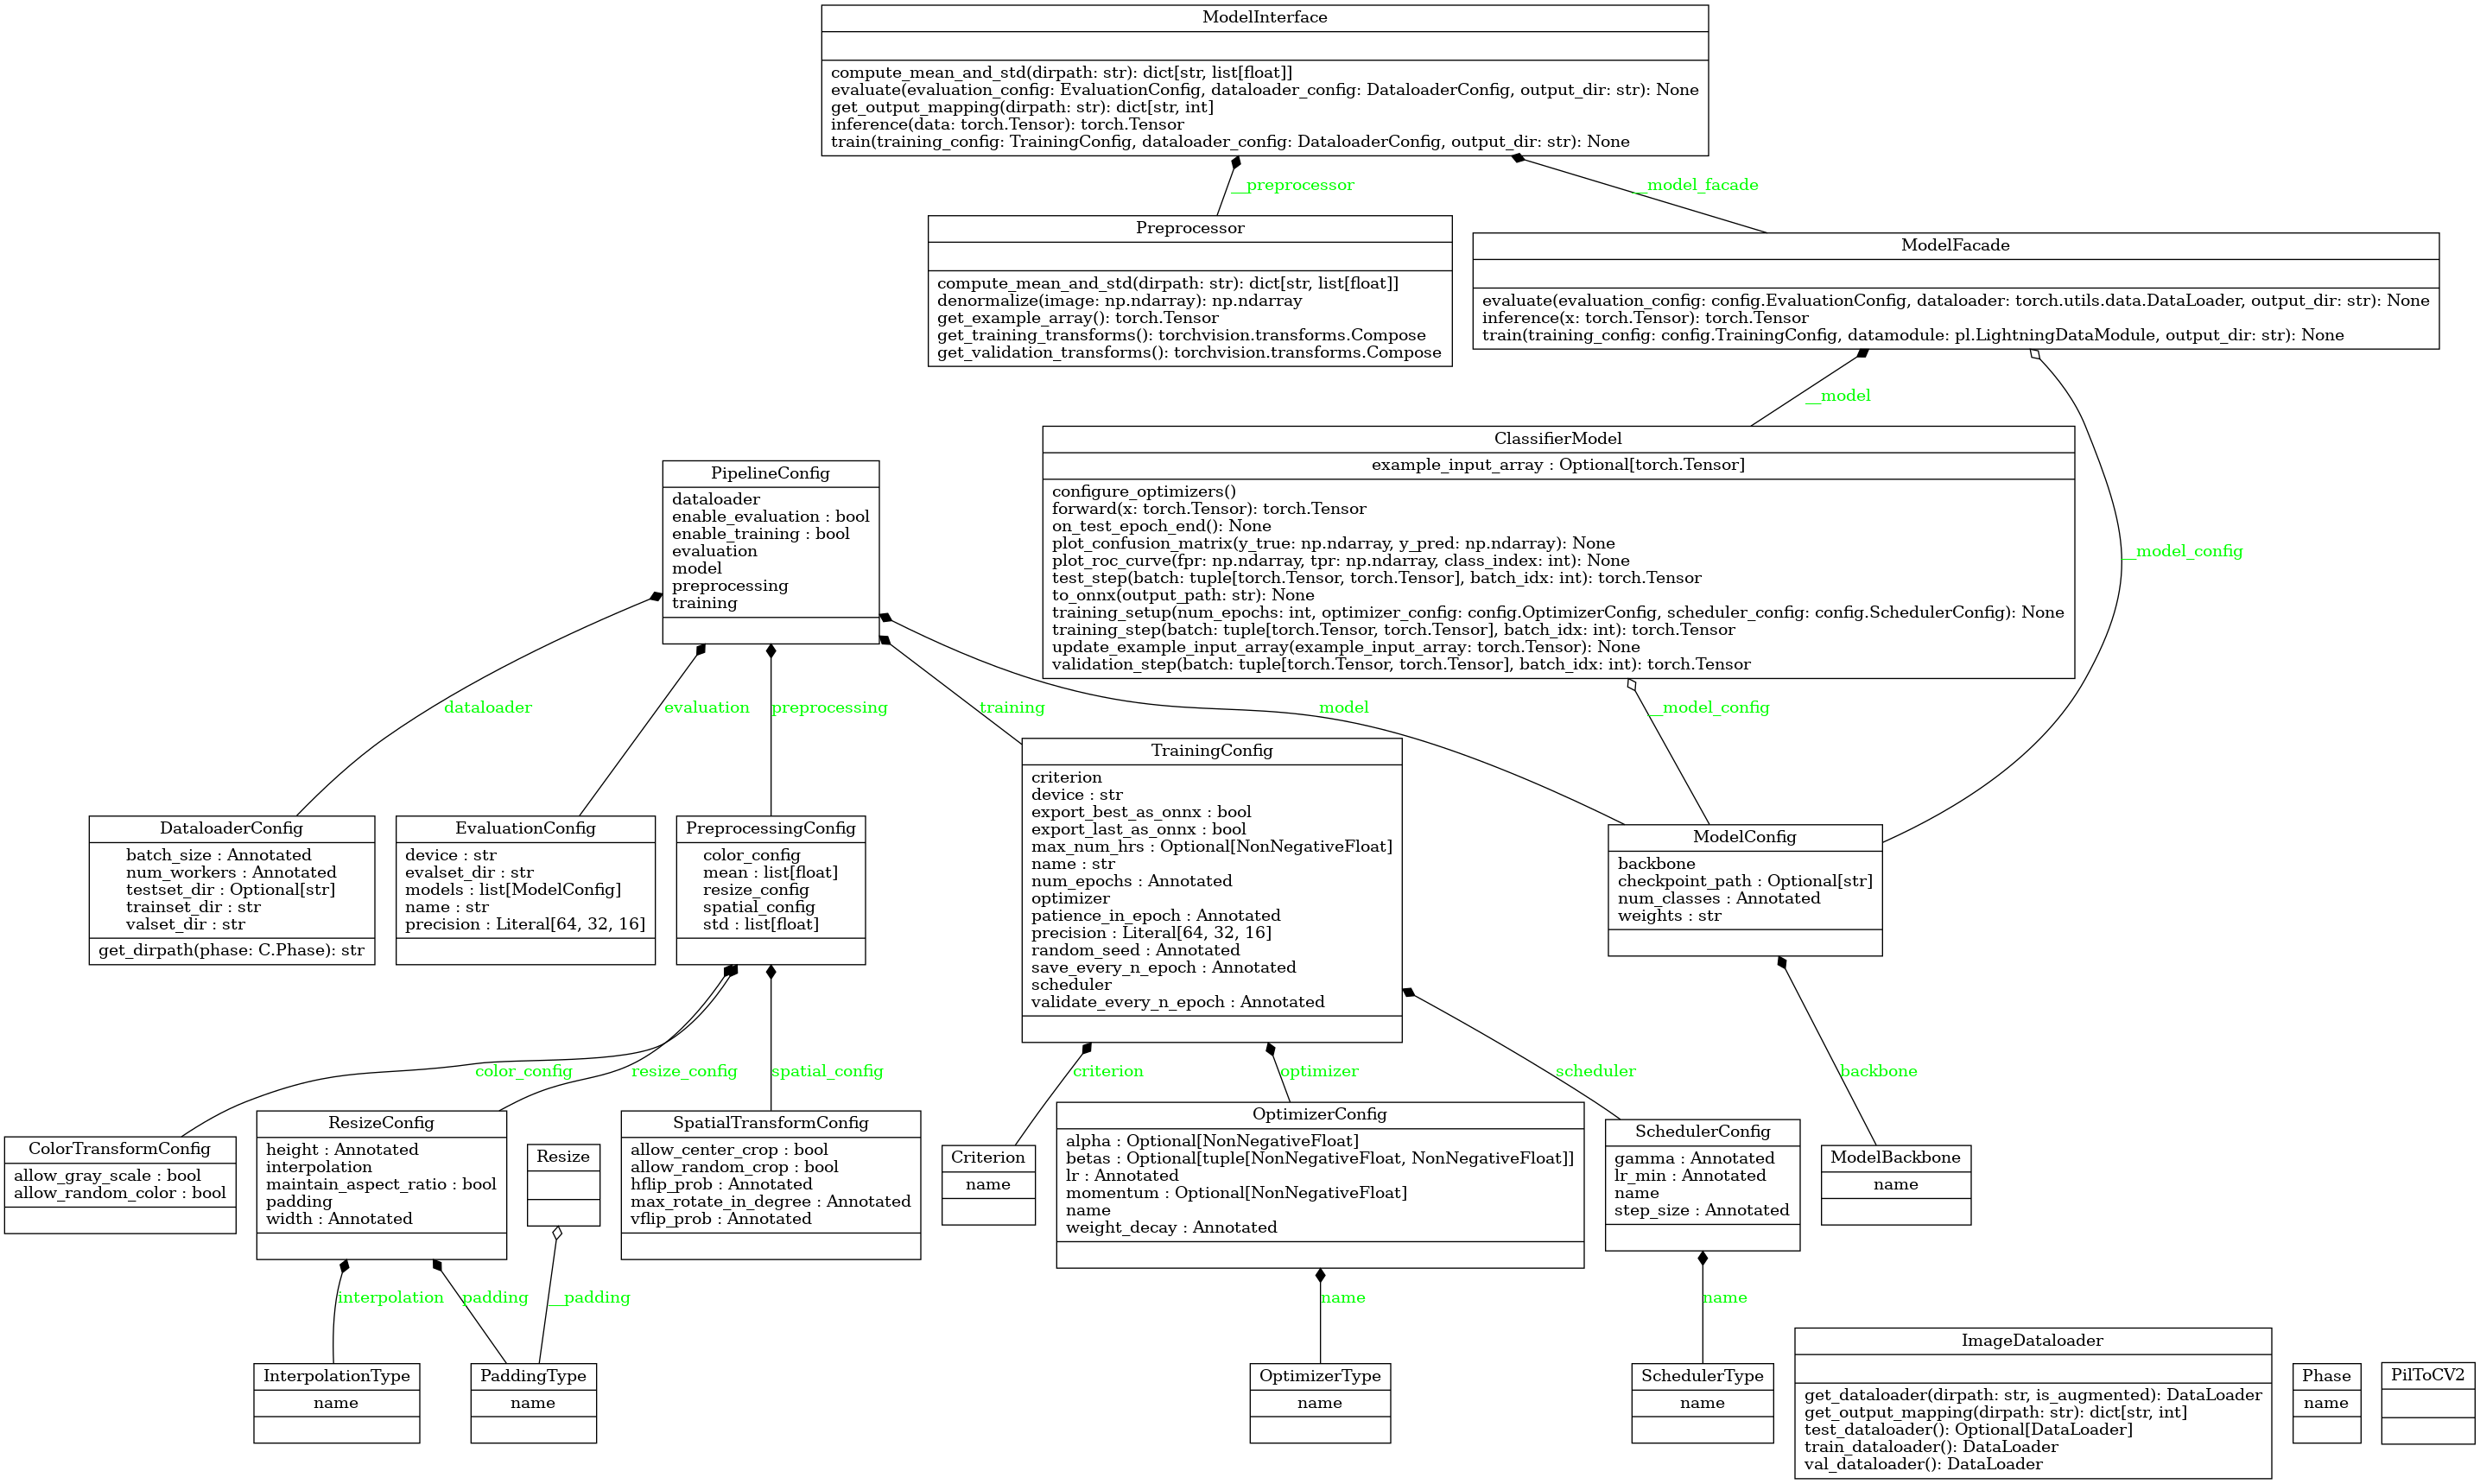 ModelInterface
compute_mean_and_std(dirpath: str): dict[str, list[float]]
evaluate(evaluation_config: EvaluationConfig, dataloader_config: DataloaderConfig, output_dir: str): None
get_output_mapping(dirpath: str): dict[str, int]
inference(data: torch.Tensor): torch.Tensor
train(training_config: TrainingConfig, dataloader_config: DataloaderConfig, output_dir: str): None
__preprocessor
__model_facade
Preprocessor
compute_mean_and_std(dirpath: str): dict[str, list[float]]
denormalize(image: np.ndarray): np.ndarray
get_example_array(): torch.Tensor
get_training_transforms(): torchvision.transforms.Compose
get_validation_transforms(): torchvision.transforms.Compose
ModelFacade
evaluate(evaluation_config: config.EvaluationConfig, dataloader: torch.utils.data.DataLoader, output_dir: str): None
inference(x: torch.Tensor): torch.Tensor
train(training_config: config.TrainingConfig, datamodule: pl.LightningDataModule, output_dir: str): None
__model
__model_config
PipelineConfig
dataloader
enable_evaluation : bool
enable_training : bool
evaluation
model
preprocessing
training
ClassifierModel
example_input_array : Optional[torch.Tensor]
configure_optimizers()
forward(x: torch.Tensor): torch.Tensor
on_test_epoch_end(): None
plot_confusion_matrix(y_true: np.ndarray, y_pred: np.ndarray): None
plot_roc_curve(fpr: np.ndarray, tpr: np.ndarray, class_index: int): None
test_step(batch: tuple[torch.Tensor, torch.Tensor], batch_idx: int): torch.Tensor
to_onnx(output_path: str): None
training_setup(num_epochs: int, optimizer_config: config.OptimizerConfig, scheduler_config: config.SchedulerConfig): None
training_step(batch: tuple[torch.Tensor, torch.Tensor], batch_idx: int): torch.Tensor
update_example_input_array(example_input_array: torch.Tensor): None
validation_step(batch: tuple[torch.Tensor, torch.Tensor], batch_idx: int): torch.Tensor
dataloader
evaluation
preprocessing
training
model
__model_config
DataloaderConfig
batch_size : Annotated
num_workers : Annotated
testset_dir : Optional[str]
trainset_dir : str
valset_dir : str
get_dirpath(phase: C.Phase): str
EvaluationConfig
device : str
evalset_dir : str
models : list[ModelConfig]
name : str
precision : Literal[64, 32, 16]
PreprocessingConfig
color_config
mean : list[float]
resize_config
spatial_config
std : list[float]
TrainingConfig
criterion
device : str
export_best_as_onnx : bool
export_last_as_onnx : bool
max_num_hrs : Optional[NonNegativeFloat]
name : str
num_epochs : Annotated
optimizer
patience_in_epoch : Annotated
precision : Literal[64, 32, 16]
random_seed : Annotated
save_every_n_epoch : Annotated
scheduler
validate_every_n_epoch : Annotated
ModelConfig
backbone
checkpoint_path : Optional[str]
num_classes : Annotated
weights : str
color_config
resize_config
spatial_config
criterion
optimizer
scheduler
backbone
ColorTransformConfig
allow_gray_scale : bool
allow_random_color : bool
ResizeConfig
height : Annotated
interpolation
maintain_aspect_ratio : bool
padding
width : Annotated
Resize
SpatialTransformConfig
allow_center_crop : bool
allow_random_crop : bool
hflip_prob : Annotated
max_rotate_in_degree : Annotated
vflip_prob : Annotated
Criterion
name
OptimizerConfig
alpha : Optional[NonNegativeFloat]
betas : Optional[tuple[NonNegativeFloat, NonNegativeFloat]]
lr : Annotated
momentum : Optional[NonNegativeFloat]
name
weight_decay : Annotated
SchedulerConfig
gamma : Annotated
lr_min : Annotated
name
step_size : Annotated
ModelBackbone
name
interpolation
padding
__padding
name
name
InterpolationType
name
PaddingType
name
OptimizerType
name
SchedulerType
name
ImageDataloader
get_dataloader(dirpath: str, is_augmented): DataLoader
get_output_mapping(dirpath: str): dict[str, int]
test_dataloader(): Optional[DataLoader]
train_dataloader(): DataLoader
val_dataloader(): DataLoader
Phase
name
PilToCV2